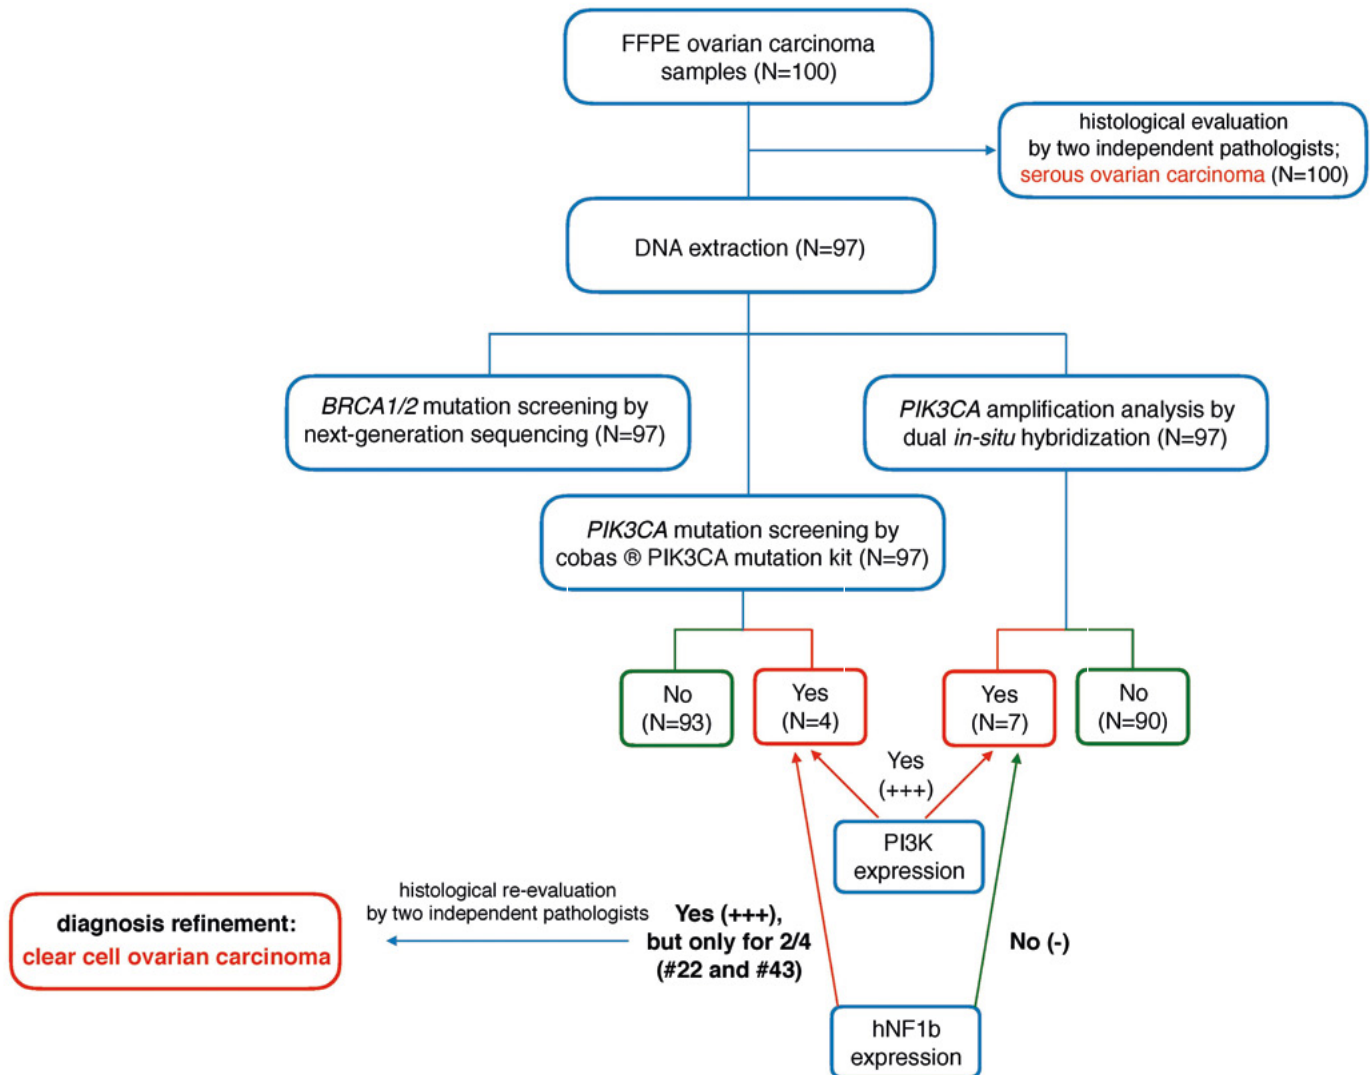 FFPE ovarian carcinoma
samples (N=100)
histological evaluation
by two independent pathologists;
serous ovarian carcinoma (N=100)
DNA extraction (N=97)
BRCA1/2 mutation screening by
next-generation sequencing (N=97)
PIK3CA amplification analysis by
dual in-situ hybridization (N=97)
PIK3CA mutation screening by
cobas ® PIK3CA mutation kit (N=97)
No
(N=93)
Yes
(N=4)
Yes
(N=7)
No
(N=90)
Yes
(+++)
PI3K
expression
histological re-evaluation
by two independent pathologists
diagnosis refinement:
clear cell ovarian carcinoma
Yes (+++),
but only for 2/4
(#22 and #43)
No (-)
hNF1b
expression